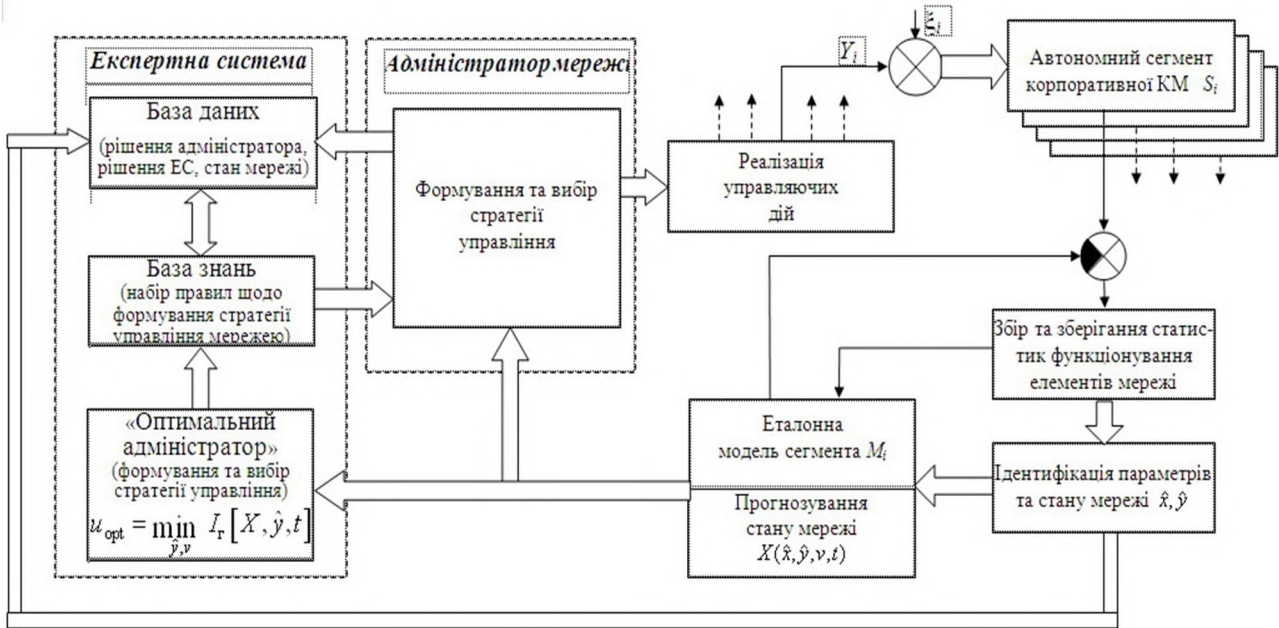 Експертна система
База даних
(рішення адміністратора,
рішення ЕС, стан мережі)
База знань
(набір правил щодо
формування стратегії
управління мережею)
«Оптимальний
адміністратор»
(формування та вибір
стратегії управління)
u_opt = min_{ŷ,v} I_r [X, ŷ, t]
Адміністратор мережі
Формування та вибір
стратегії
управління
Реалізація
управляючих
дій
Y_i
ξ_i
Автономний сегмент
корпоративної КМ S_i
Збір та зберігання статис-
тик функціонування
елементів мережі
Еталонна
модель сегмента M_i
Прогнозування
стану мережі
X(x̂,ŷ,v,t)
Ідентифікація параметрів
та стану мережі x̂,ŷ